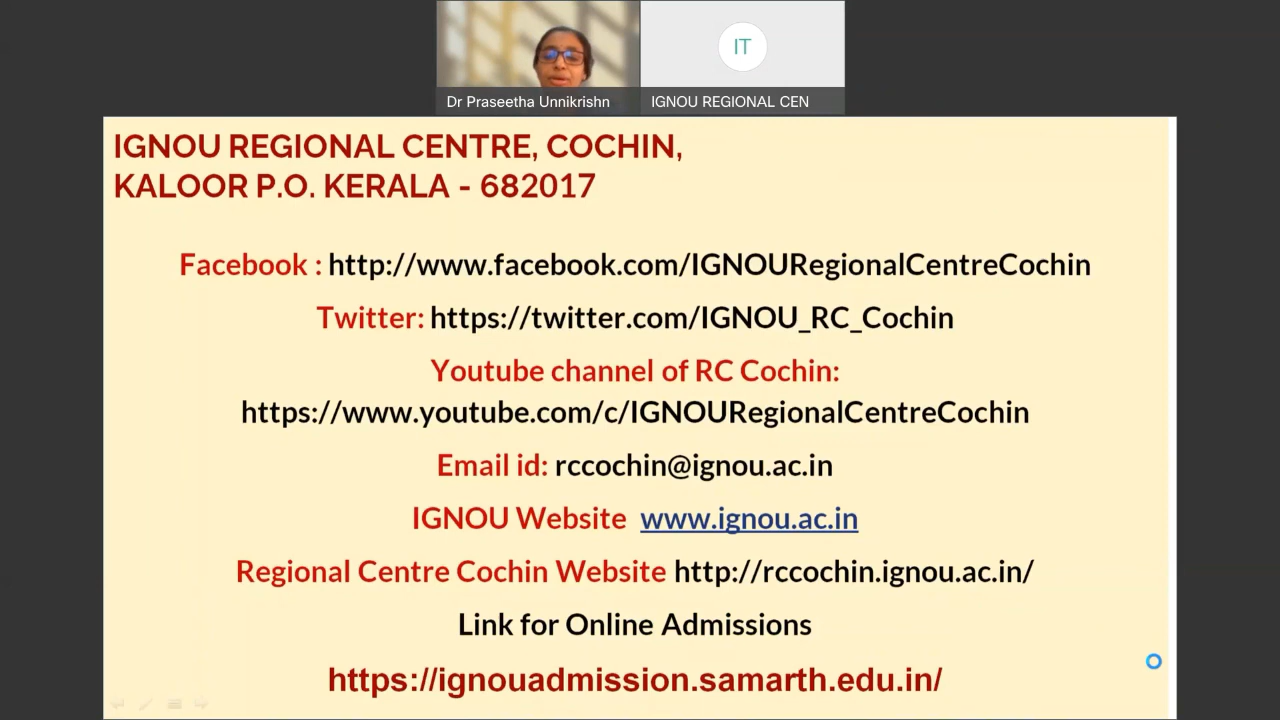 Dr Praseetha Unnikrishn
IT
IGNOU REGIONAL CEN
IGNOU REGIONAL CENTRE, COCHIN,
KALOOR P.O. KERALA - 682017
Facebook : http://www.facebook.com/IGNOURegionalCentreCochin
Twitter: https://twitter.com/IGNOU_RC_Cochin
Youtube channel of RC Cochin:
https://www.youtube.com/c/IGNOURegionalCentreCochin
Email id: rccochin@ignou.ac.in
IGNOU Website www.ignou.ac.in
Regional Centre Cochin Website http://rccochin.ignou.ac.in/
Link for Online Admissions
https://ignouadmission.samarth.edu.in/